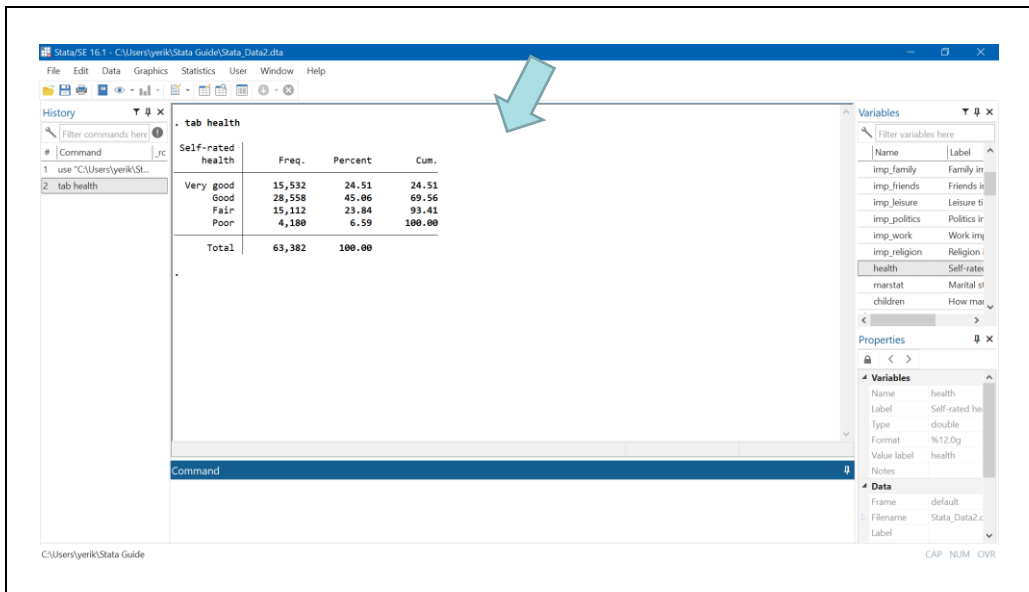 Stata/SE 16.1 - C:\Users\yerik\Stata Guide\Stata_Data2.dta
File Edit Data Graphics Statistics User Window Help
History
Filter commands here
# Command _rc
1 use "C:\Users\yerik\St...
2 tab health
. tab health
Self-rated
health Freq. Percent Cum.
Very good 15,532 24.51 24.51
Good 28,558 45.06 69.56
Fair 15,112 23.84 93.41
Poor 4,180 6.59 100.00
Total 63,382 100.00
.
Command
Variables
Filter variables here
Name Label
imp_family Family im
imp_friends Friends i
imp_leisure Leisure ti
imp_politics Politics i
imp_work Work im
imp_religion Religion i
health Self-rate
marstat Marital st
children How ma
Properties
Variables
Name health
Label Self-rated he
Type double
Format %12.0g
Value label health
Notes
Data
Frame default
Filename Stata_Data2.
Label
C:\Users\yerik\Stata Guide
CAP NUM OVR